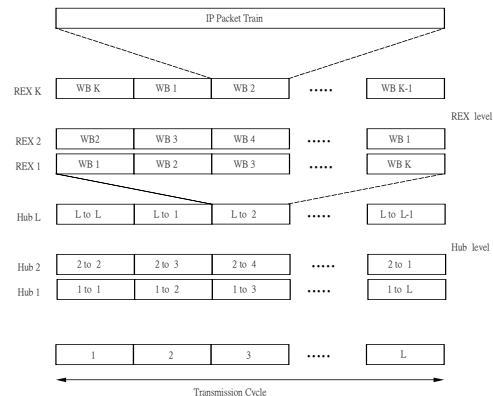 IP Packet Train
REX K WB K WB 1 WB 2 ..... WB K-1
REX level
REX 2 WB2 WB 3 WB 4 ..... WB 1
REX 1 WB 1 WB 2 WB 3 WB K
Hub L L to L L to 1 L to 2 ..... L to L-1
Hub level
Hub 2 2 to 2 2 to 3 2 to 4 ..... 2 to 1
Hub 1 1 to 1 1 to 2 1 to 3 ..... 1 to L
1 2 3 ..... L
Transmission Cycle